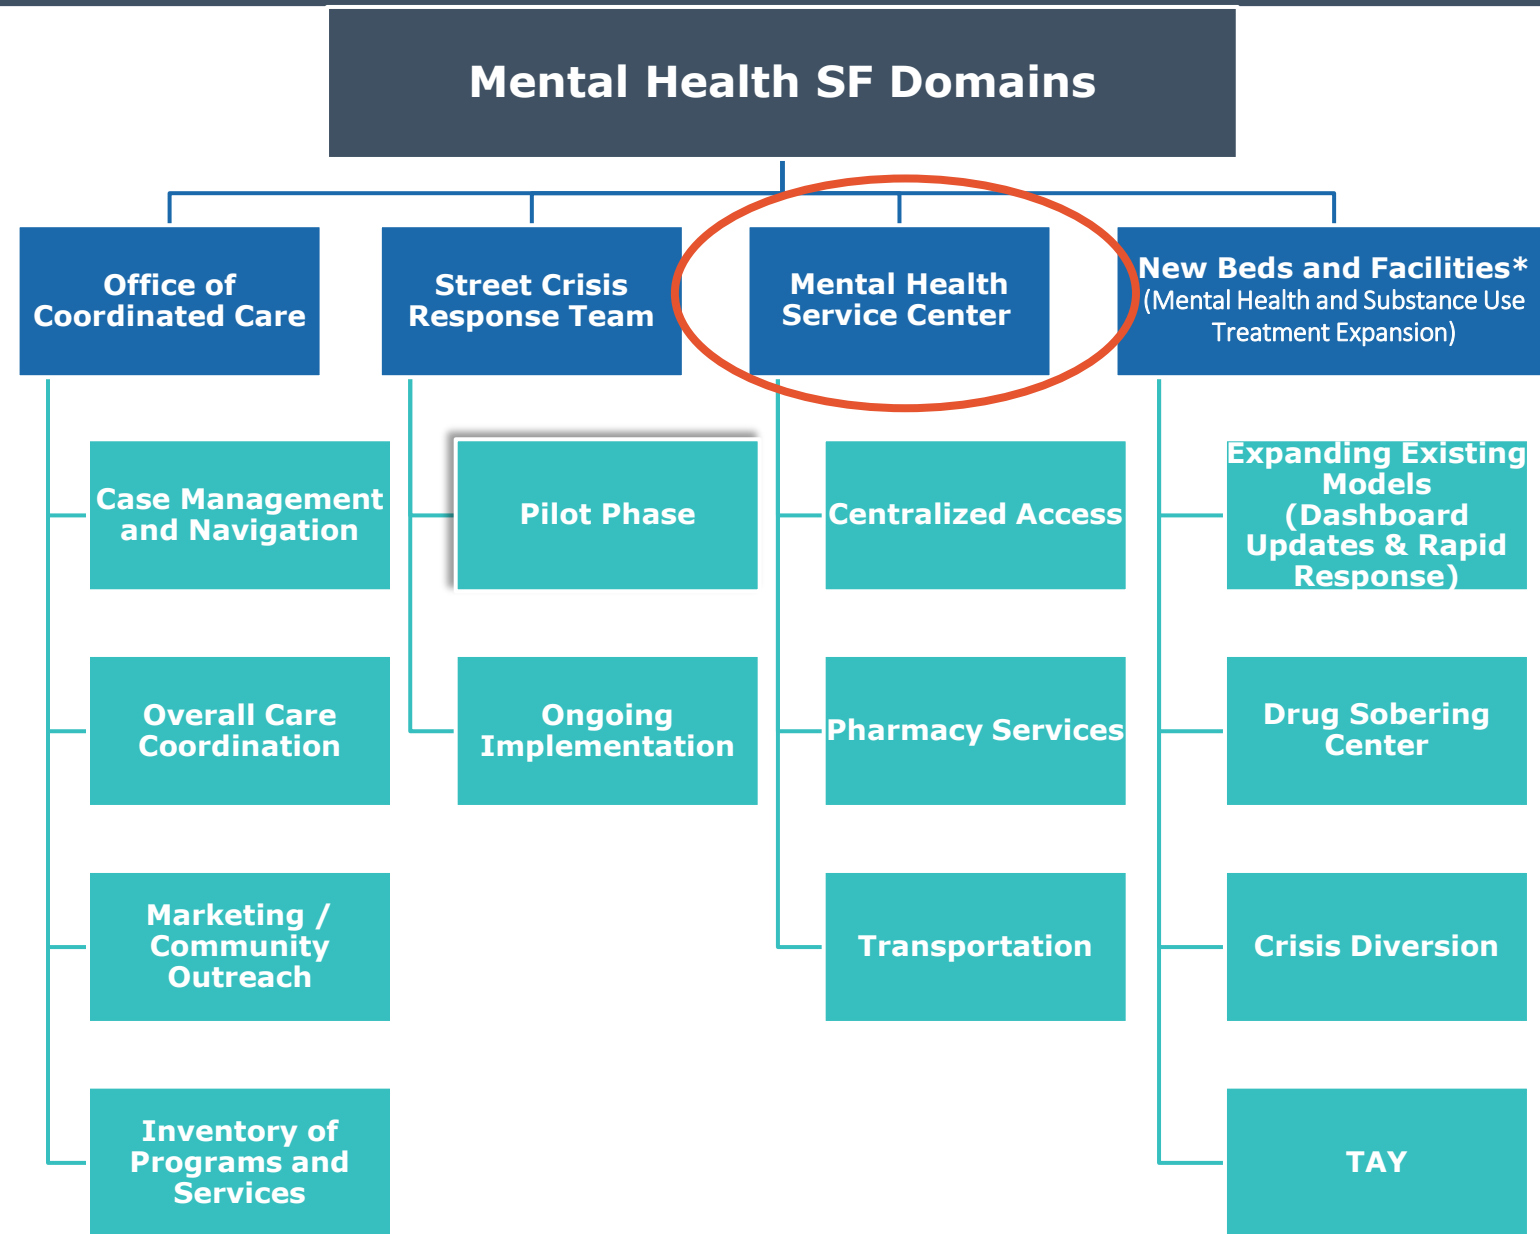 Mental Health SF Domains
Office of
Coordinated Care
Street Crisis
Response Team
Mental Health
Service Center
New Beds and Facilities*
(Mental Health and Substance Use
Treatment Expansion)
Case Management
and Navigation
Overall Care
Coordination
Marketing /
Community
Outreach
Inventory of
Programs and
Services
Pilot Phase
Ongoing
Implementation
Centralized Access
Pharmacy Services
Transportation
Expanding Existing
Models
(Dashboard
Updates & Rapid
Response)
Drug Sobering
Center
Crisis Diversion
TAY